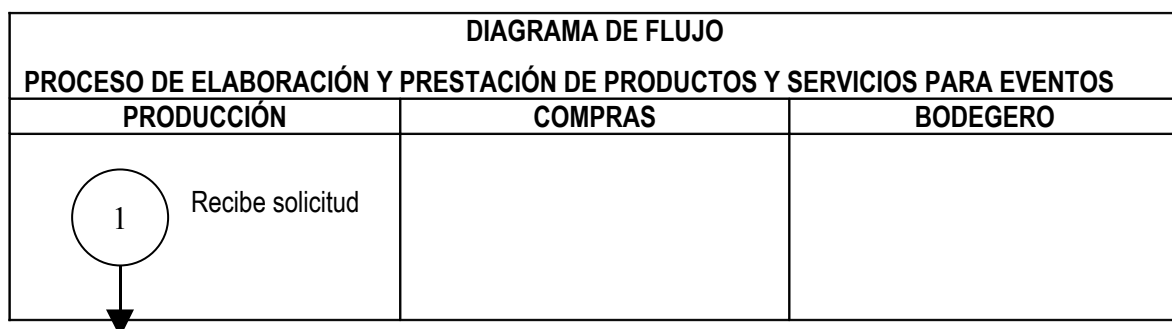 DIAGRAMA DE FLUJO
PROCESO DE ELABORACIÓN Y PRESTACIÓN DE PRODUCTOS Y SERVICIOS PARA EVENTOS
PRODUCCIÓN COMPRAS BODEGERO
1 Recibe solicitud